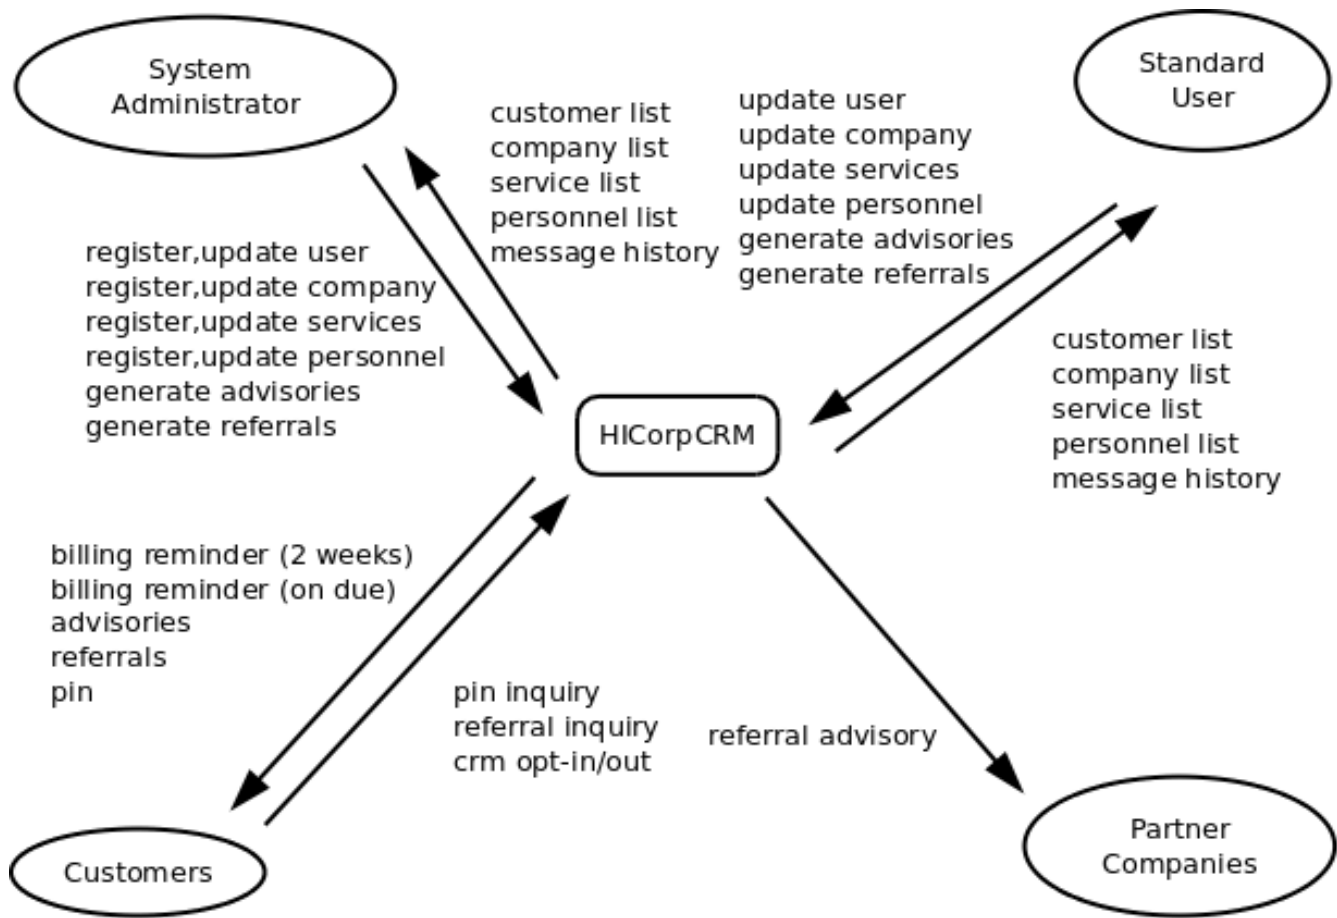 System
Administrator
Standard
User
customer list
company list
service list
personnel list
message history
update user
update company
update services
update personnel
generate advisories
generate referrals
register,update user
register,update company
register,update services
register,update personnel
generate advisories
generate referrals
customer list
company list
service list
personnel list
message history
HICorpCRM
billing reminder (2 weeks)
billing reminder (on due)
advisories
referrals
pin
pin inquiry
referral inquiry
crm opt-in/out
referral advisory
Customers
Partner
Companies